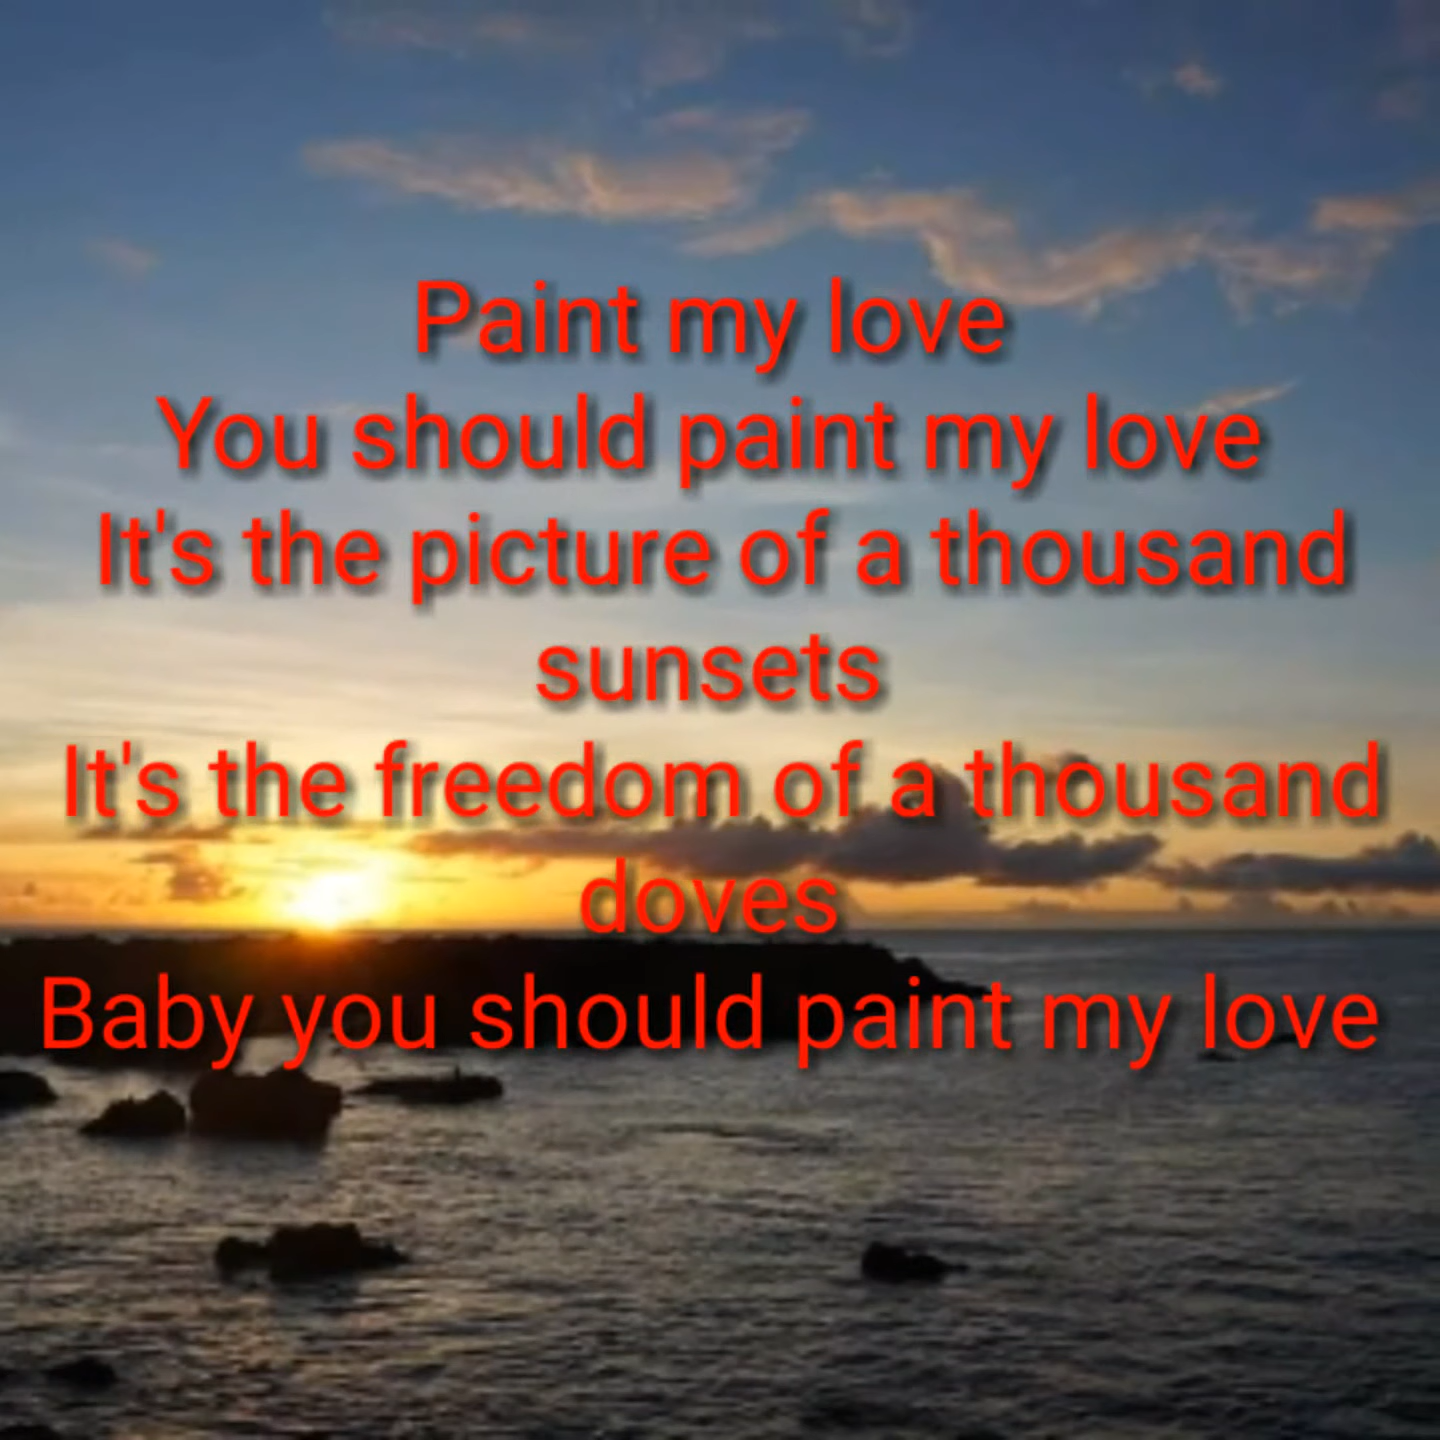 Paint my love
You should paint my love
It's the picture of a thousand
sunsets
It's the freedom of a thousand
doves
Baby you should paint my love